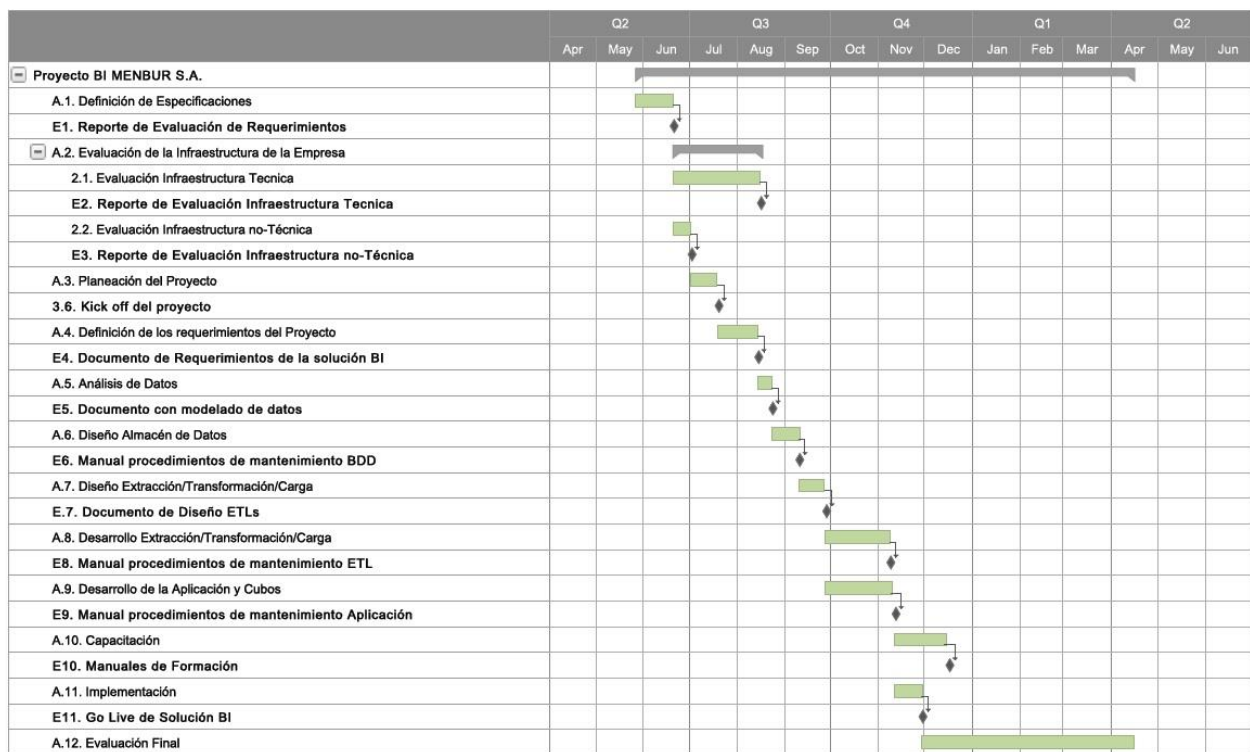 Q2 Q3 Q4 Q1 Q2
Apr May Jun Jul Aug Sep Oct Nov Dec Jan Feb Mar Apr May Jun
Proyecto BI MENBUR S.A.
A.1. Definición de Especificaciones
E1. Reporte de Evaluación de Requerimientos
A.2. Evaluación de la Infraestructura de la Empresa
2.1. Evaluación Infraestructura Tecnica
E2. Reporte de Evaluación Infraestructura Tecnica
2.2. Evaluación Infraestructura no-Técnica
E3. Reporte de Evaluación Infraestructura no-Técnica
A.3. Planeación del Proyecto
3.6. Kick off del proyecto
A.4. Definición de los requerimientos del Proyecto
E4. Documento de Requerimientos de la solución BI
A.5. Análisis de Datos
E5. Documento con modelado de datos
A.6. Diseño Almacén de Datos
E6. Manual procedimientos de mantenimiento BDD
A.7. Diseño Extracción/Transformación/Carga
E.7. Documento de Diseño ETLs
A.8. Desarrollo Extracción/Transformación/Carga
E8. Manual procedimientos de mantenimiento ETL
A.9. Desarrollo de la Aplicación y Cubos
E9. Manual procedimientos de mantenimiento Aplicación
A.10. Capacitación
E10. Manuales de Formación
A.11. Implementación
E11. Go Live de Solución BI
A.12. Evaluación Final